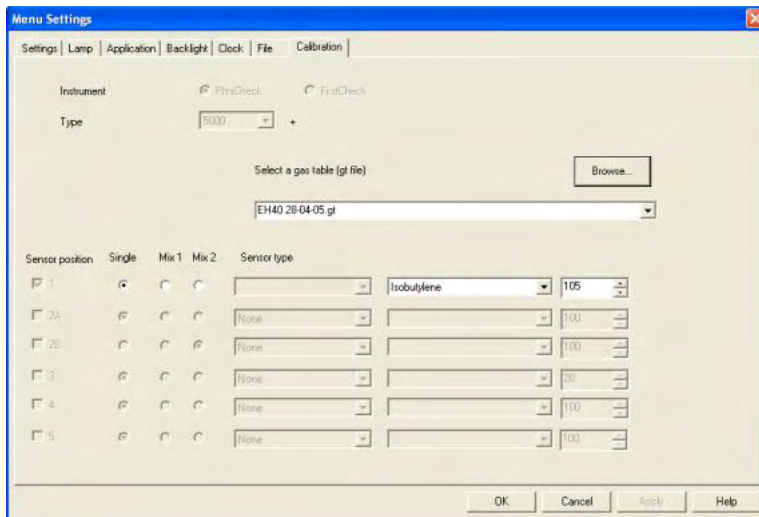 Menu Settings
Settings Lamp Application Backlight Clock File Calibration
Instrument PhoCheck FirstCheck
Type 5000 +
Select a gas table (gt file) Browse...
EH40 28-04-05.gt
Sensor position Single Mix 1 Mix 2 Sensor type
1 Isobutylene 105
2A None 100
2B None 100
3 None 20
4 None 100
5 None 100
OK Cancel Apply Help